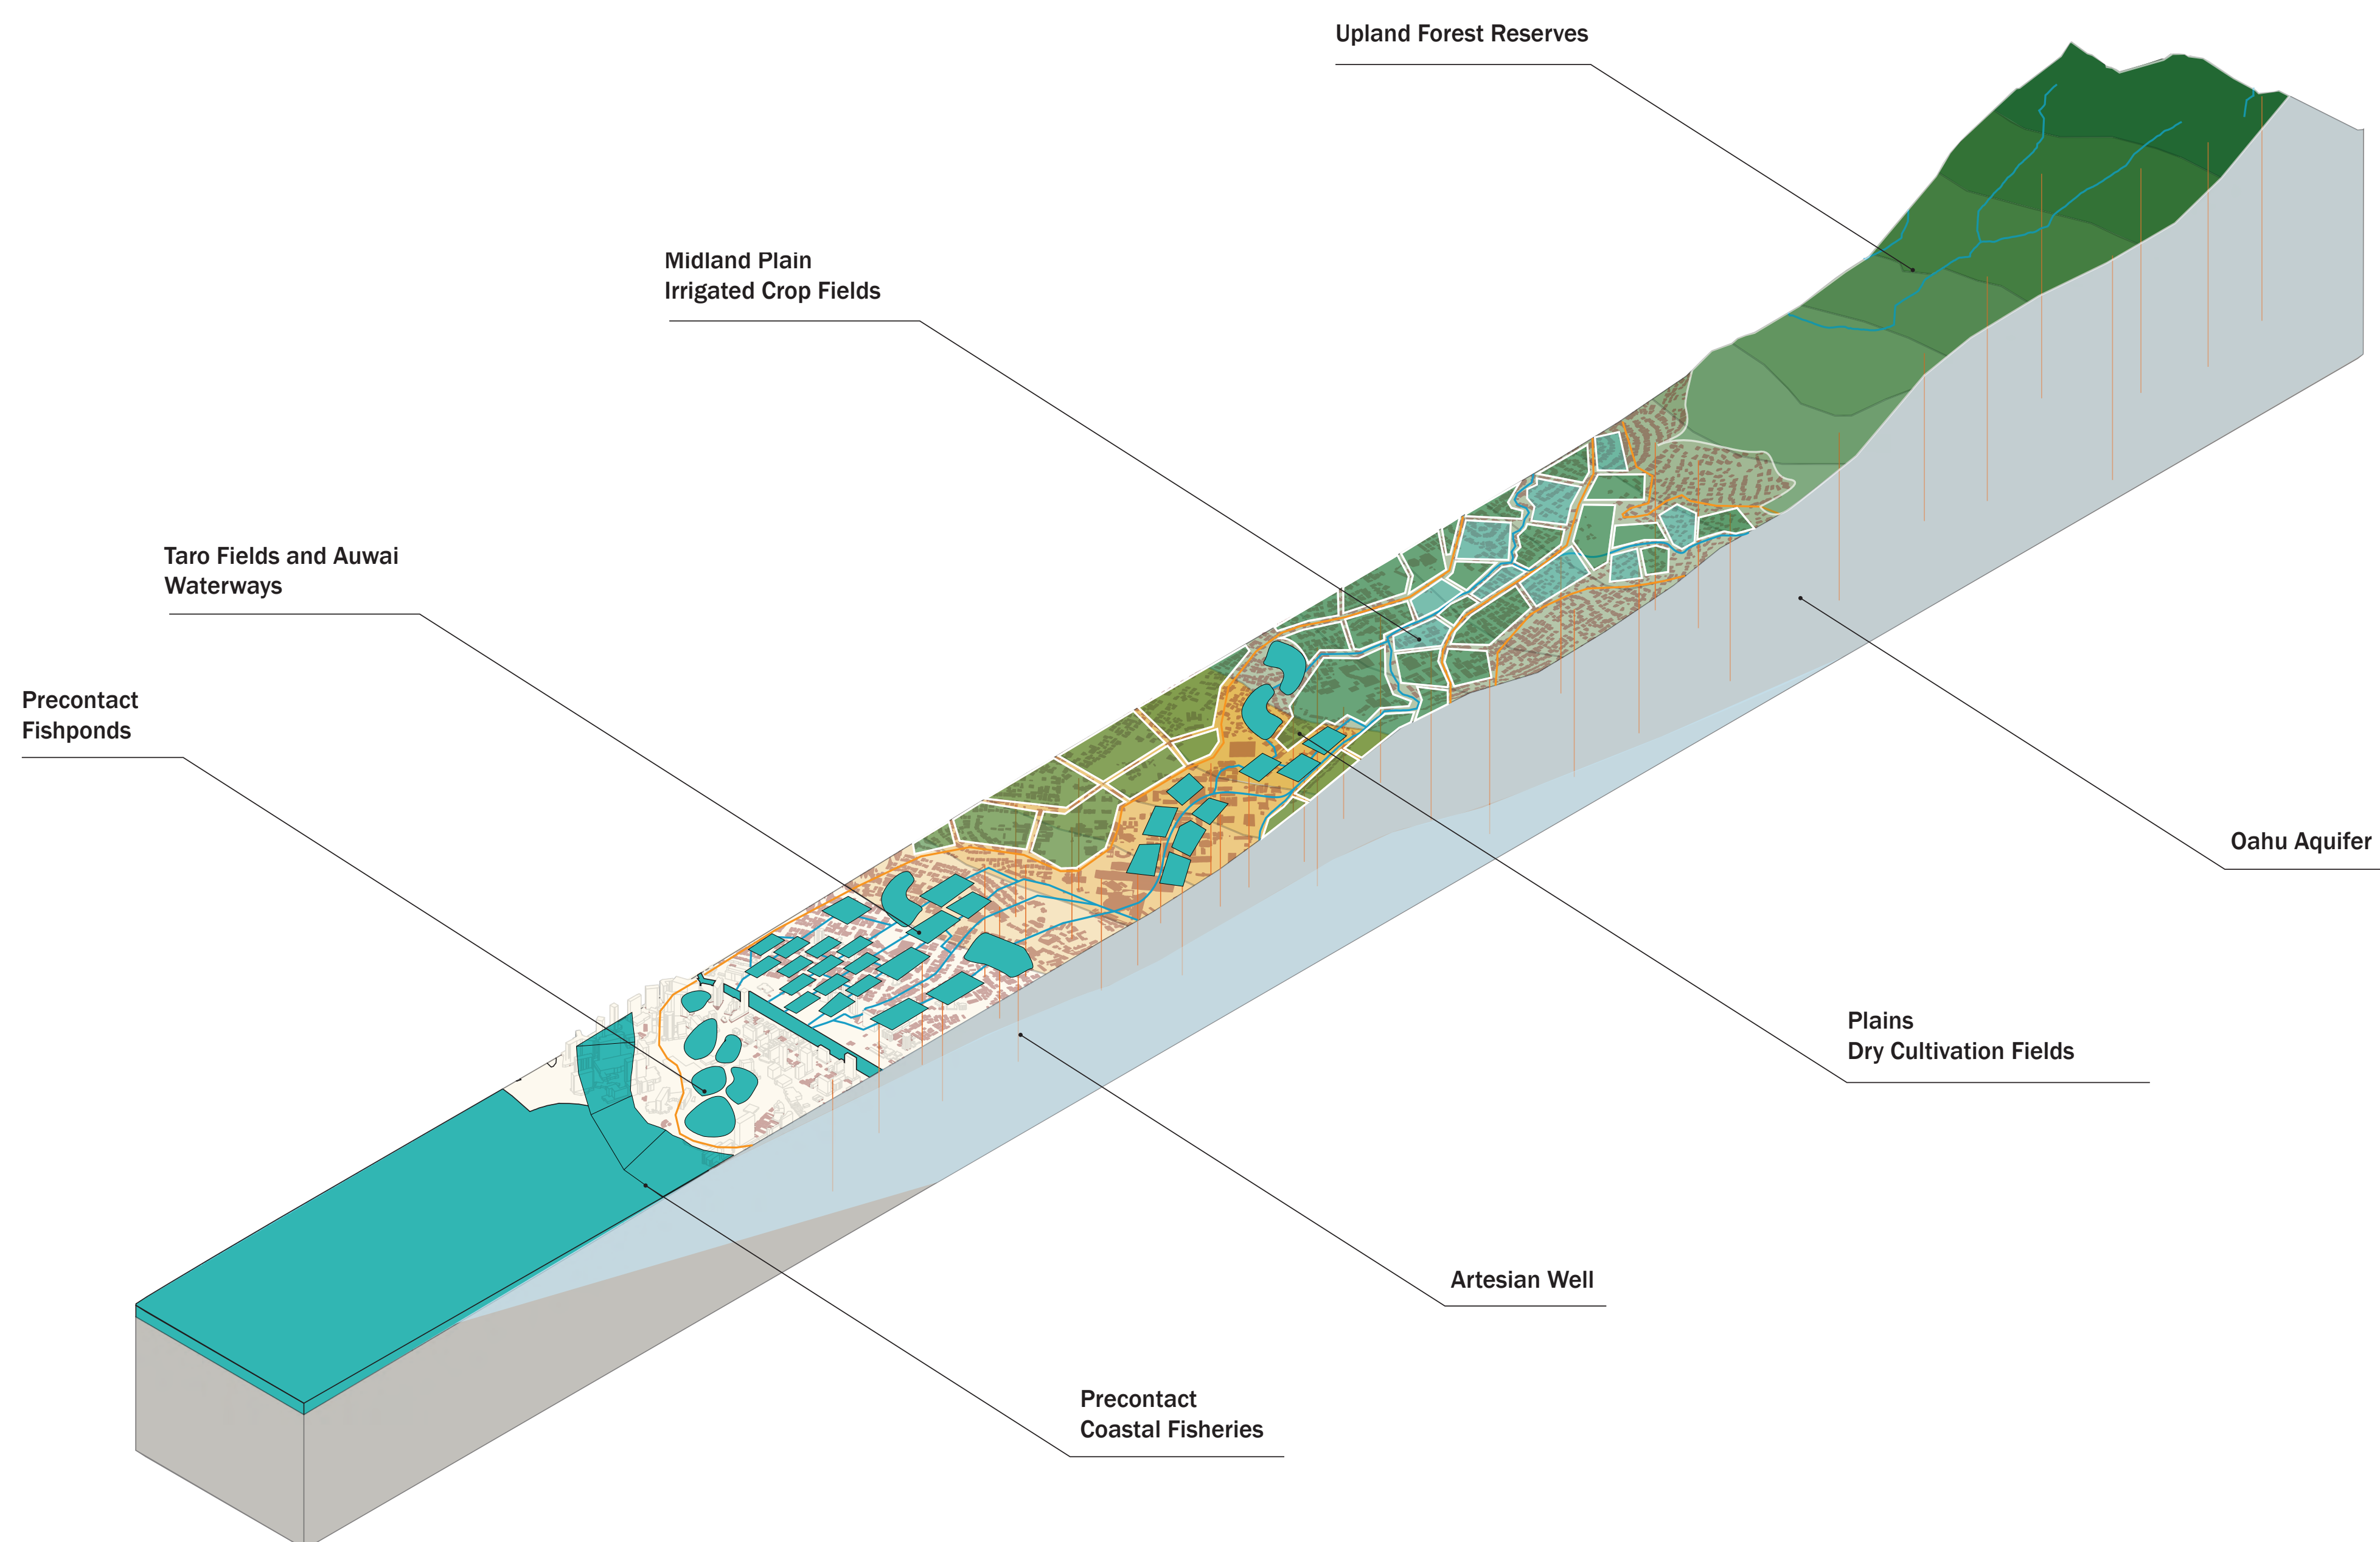 Upland Forest Reserves
Midland Plain
Irrigated Crop Fields
Taro Fields and Auwai
Waterways
Precontact
Fishponds
Oahu Aquifer
Plains
Dry Cultivation Fields
Artesian Well
Precontact
Coastal Fisheries